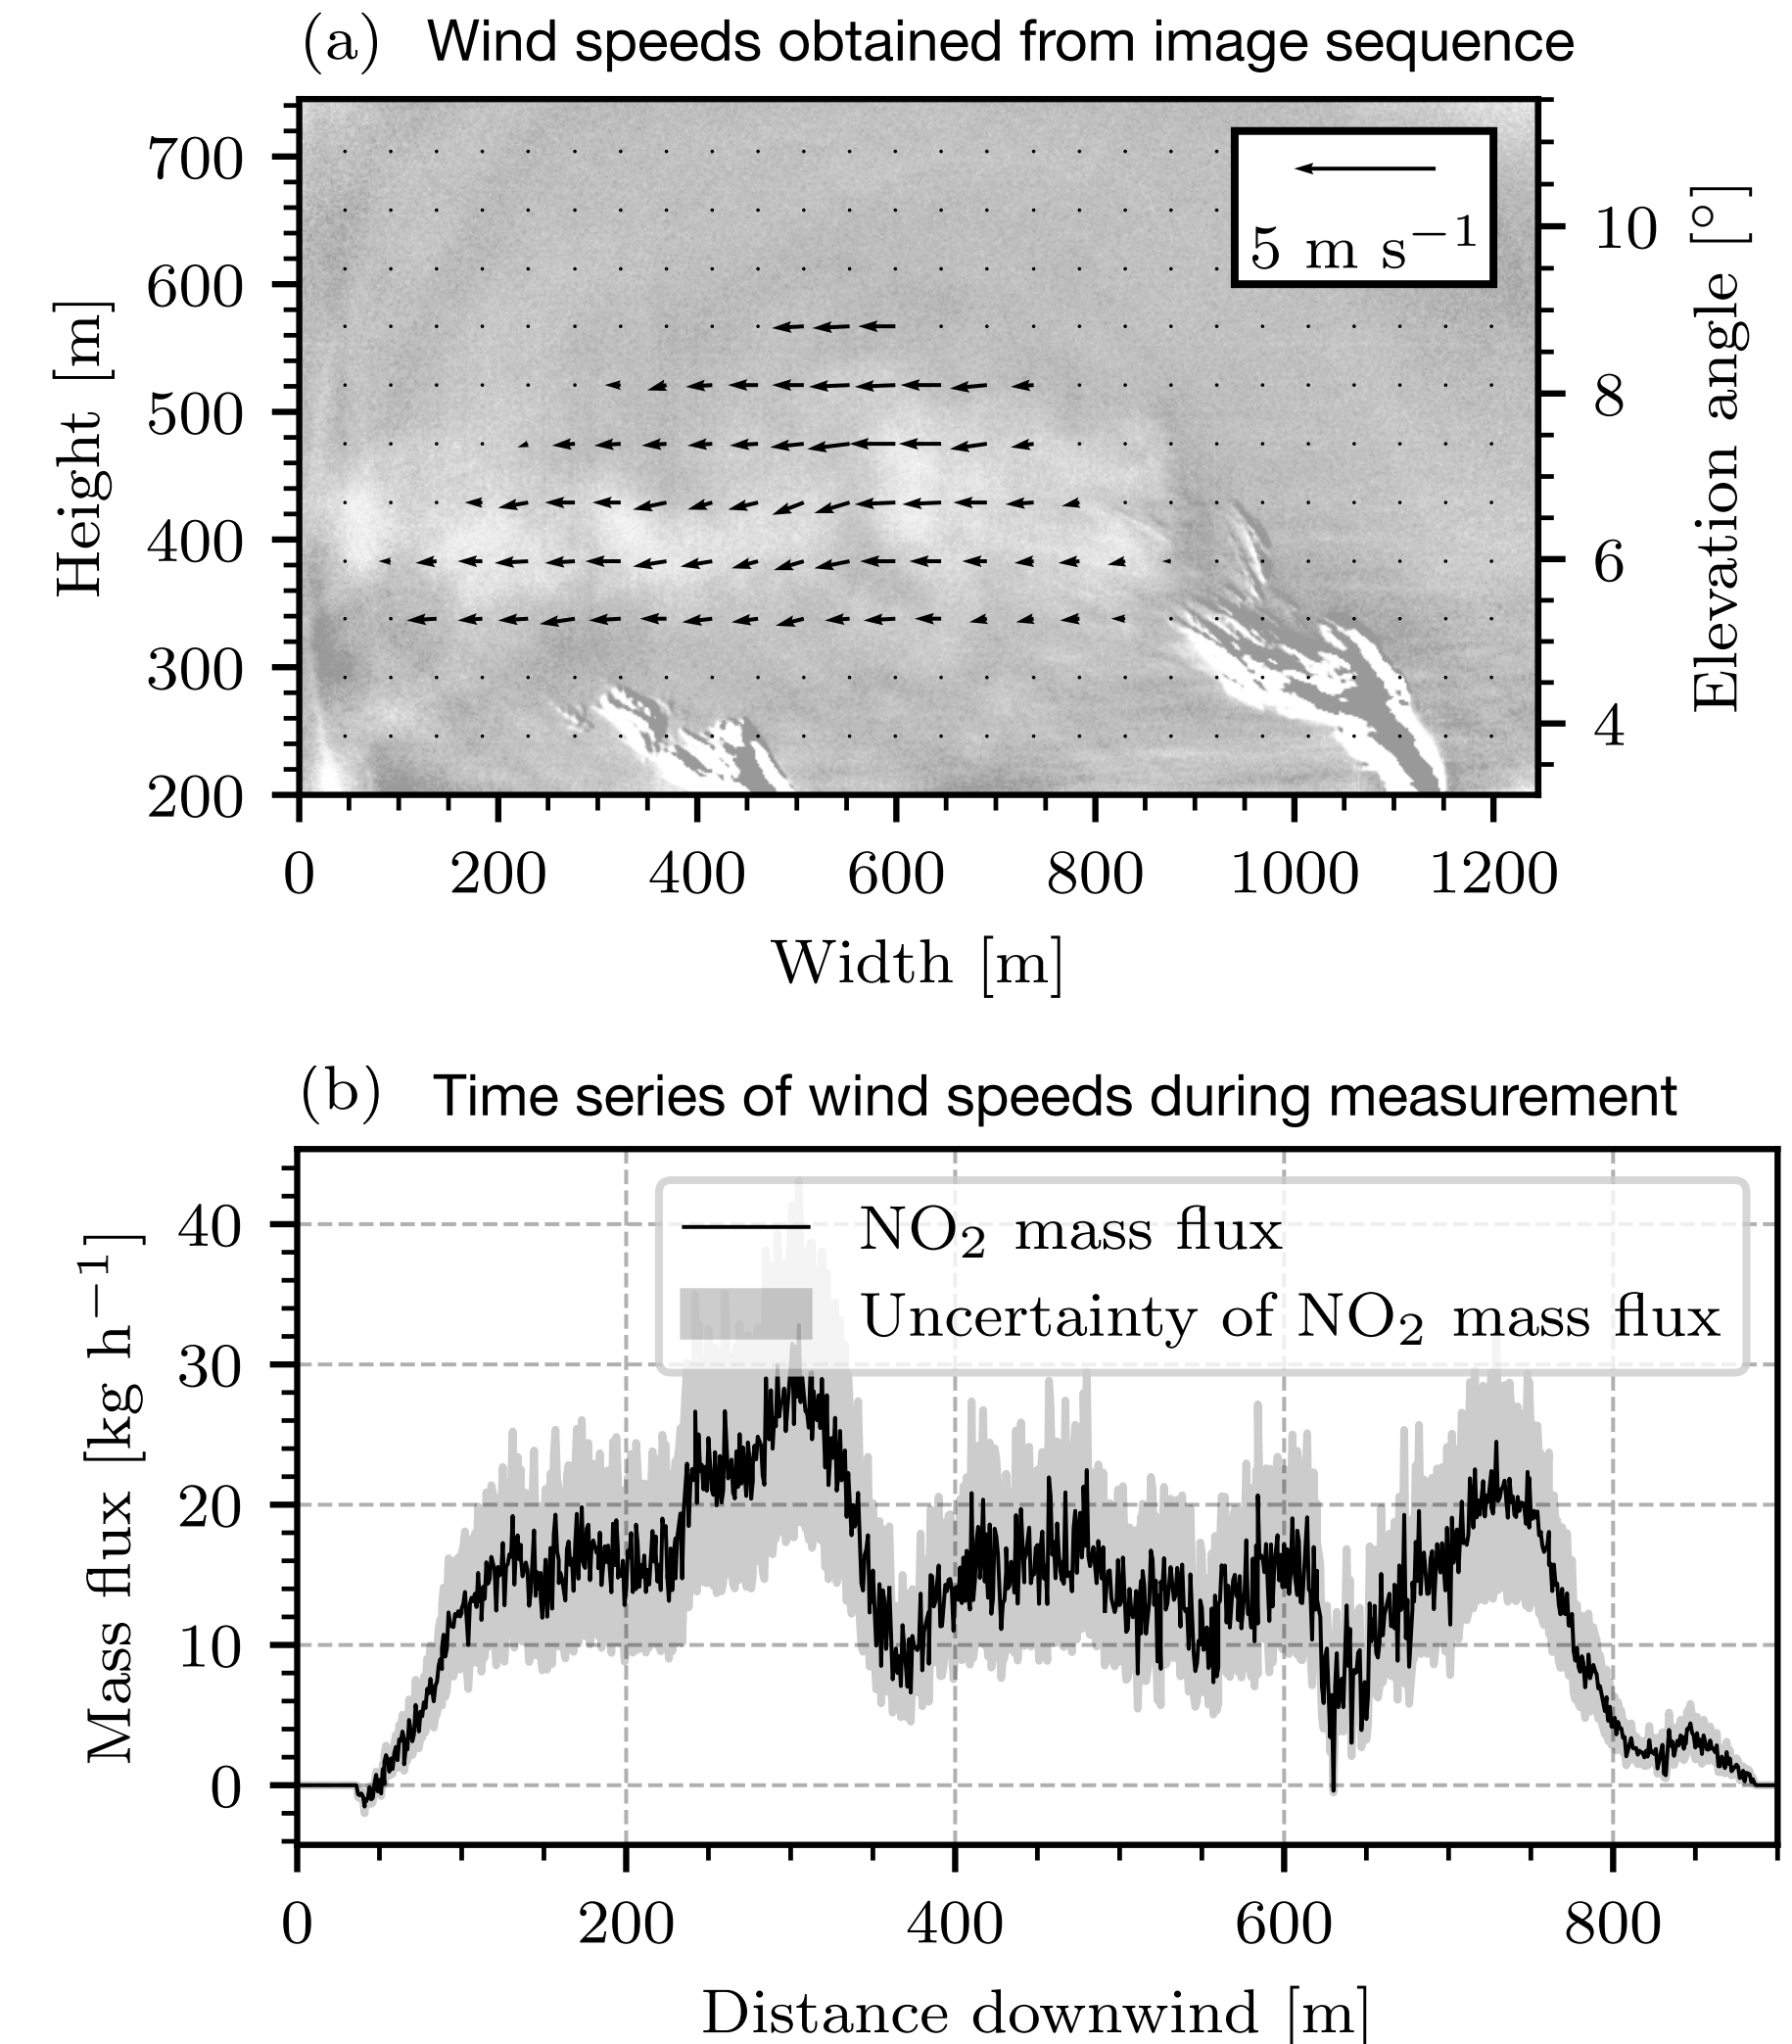 (a) Wind speeds obtained from image sequence
700
600
500
400
300
200
Height [m]
5 m s⁻¹
10
8
6
4
Elevation angle [°]
0 200 400 600 800 1000 1200
Width [m]
(b) Time series of wind speeds during measurement
40
30
20
10
0
Mass flux [kg h⁻¹]
NO₂ mass flux
Uncertainty of NO₂ mass flux
0 200 400 600 800
Distance downwind [m]